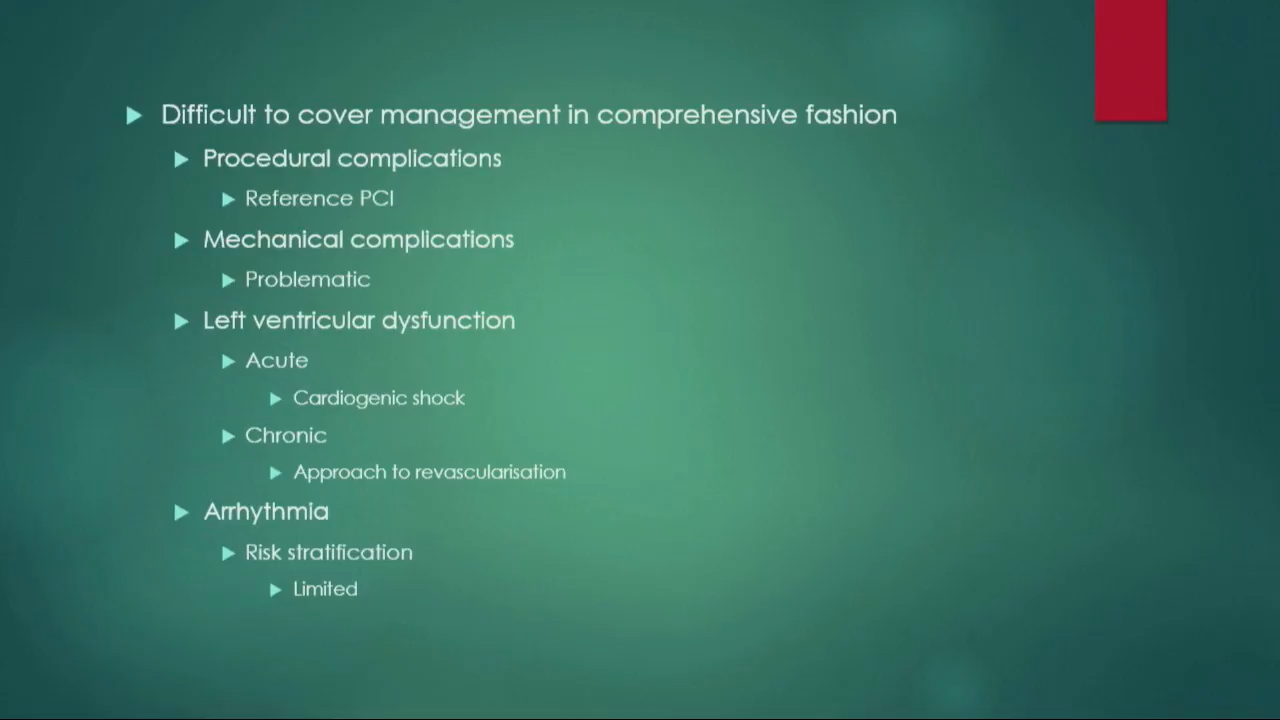 Difficult to cover management in comprehensive fashion
Procedural complications
Reference PCI
Mechanical complications
Problematic
Left ventricular dysfunction
Acute
Cardiogenic shock
Chronic
Approach to revascularisation
Arrhythmia
Risk stratification
Limited